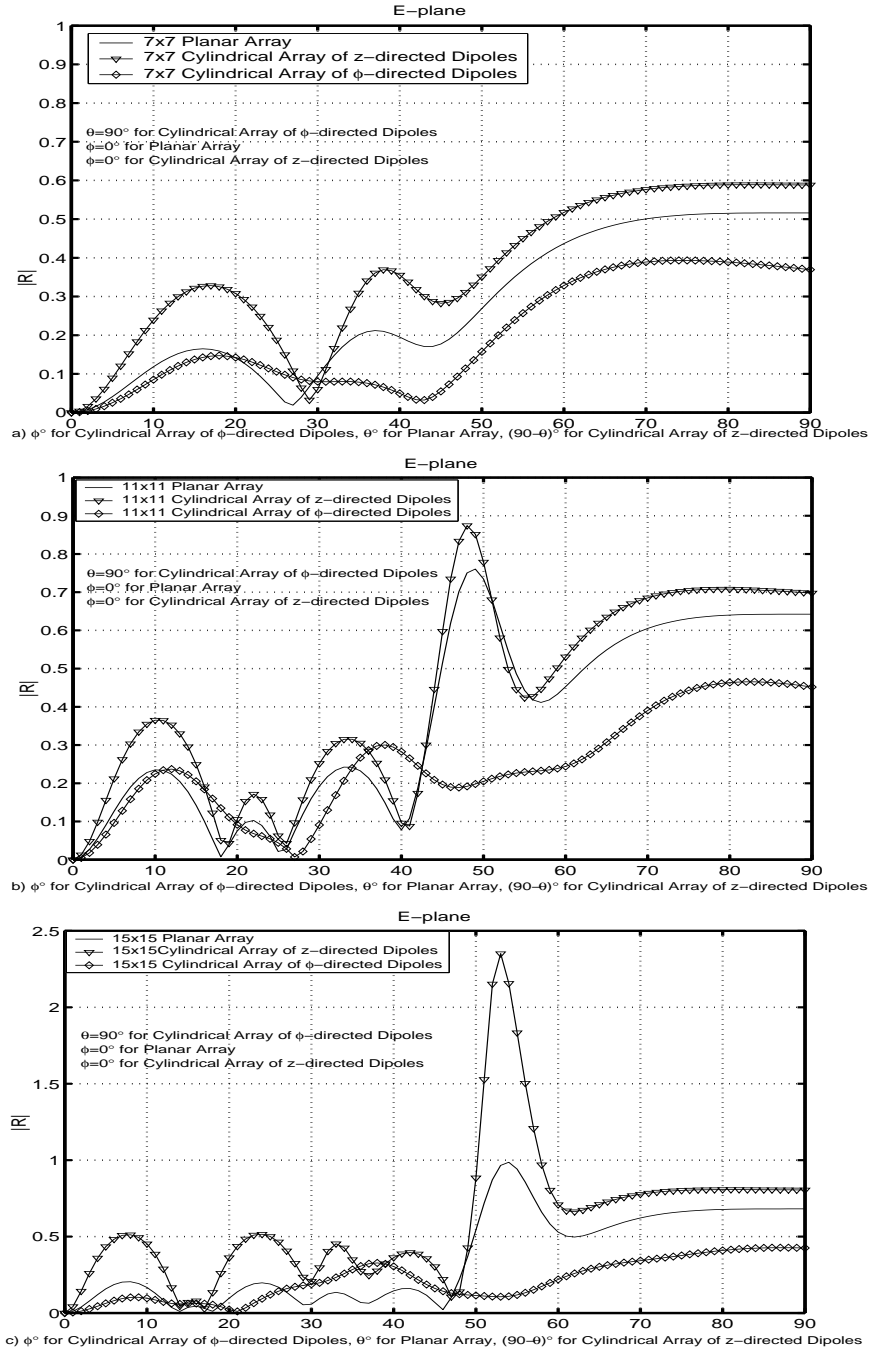 E−plane
1
7x7 Planar Array
7x7 Cylindrical Array of z−directed Dipoles
7x7 Cylindrical Array of ϕ−directed Dipoles
0.9
0.8
0.7
θ=90° for Cylindrical Array of ϕ−directed Dipoles
ϕ=0° for Planar Array
ϕ=0° for Cylindrical Array of z−directed Dipoles
0.6
0.5
0.4
|R|
0.3
0.2
0.1
0
0 10 20 30 40 50 60 70 80 90
a) ϕ° for Cylindrical Array of ϕ−directed Dipoles, θ° for Planar Array, (90−θ)° for Cylindrical Array of z−directed Dipoles
E−plane
1
11x11 Planar Array
11x11 Cylindrical Array of z−directed Dipoles
11x11 Cylindrical Array of ϕ−directed Dipoles
0.9
0.8
0.7
θ=90° for Cylindrical Array of ϕ−directed Dipoles
ϕ=0° for Planar Array
ϕ=0° for Cylindrical Array of z−directed Dipoles
0.6
0.5
|R|
0.4
0.3
0.2
0.1
0
0 10 20 30 40 50 60 70 80 90
b) ϕ° for Cylindrical Array of ϕ−directed Dipoles, θ° for Planar Array, (90−θ)° for Cylindrical Array of z−directed Dipoles
E−plane
2.5
15x15 Planar Array
15x15Cylindrical Array of z−directed Dipoles
15x15 Cylindrical Array of ϕ−directed Dipoles
2
θ=90° for Cylindrical Array of ϕ−directed Dipoles
ϕ=0° for Planar Array
ϕ=0° for Cylindrical Array of z−directed Dipoles
1.5
|R|
1
0.5
0
0 10 20 30 40 50 60 70 80 90
c) ϕ° for Cylindrical Array of ϕ−directed Dipoles, θ° for Planar Array, (90−θ)° for Cylindrical Array of z−directed Dipoles